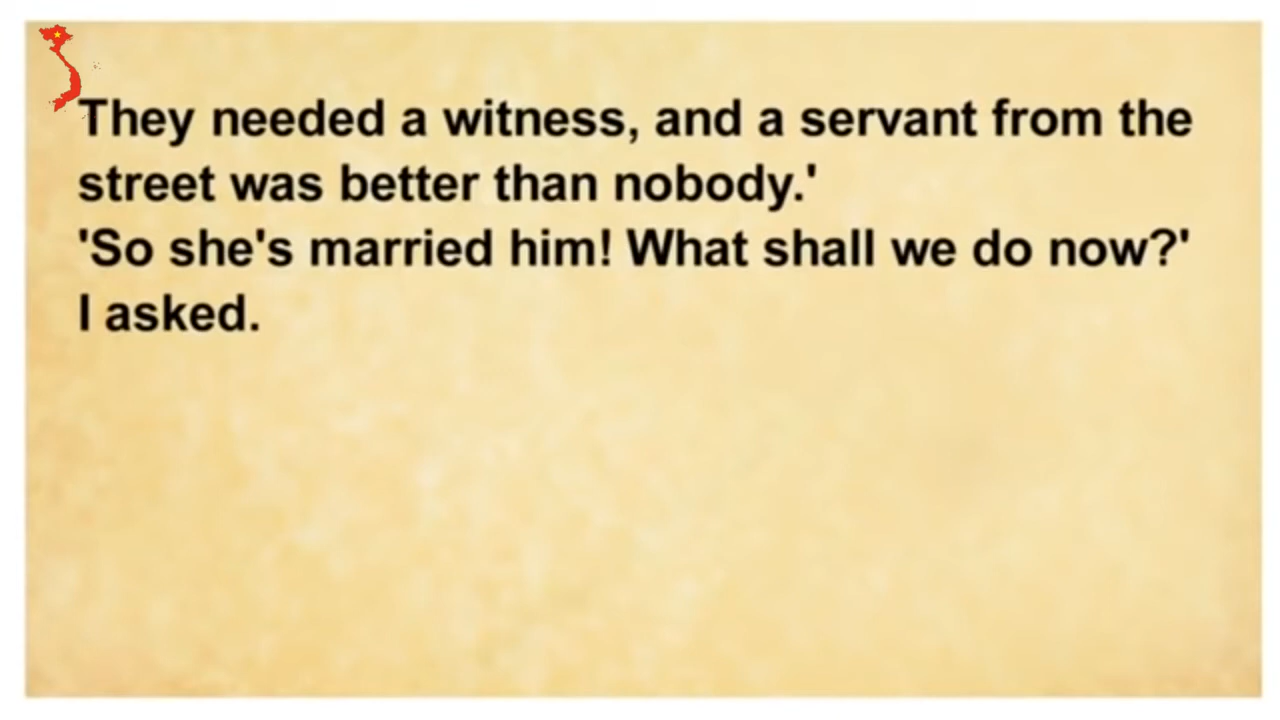 They needed a witness, and a servant from the
street was better than nobody.'
'So she's married him! What shall we do now?'
I asked.